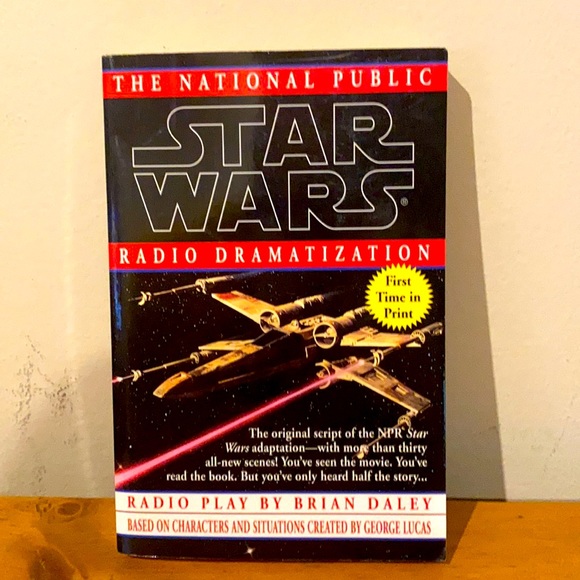 THE NATIONAL PUBLIC
STAR
WARS®
RADIO DRAMATIZATION
First
Time in
Print
The original script of the NPR® Star
Wars adaptation—with more than thirty
all-new scenes! You've seen the movie. You've
read the book. But you've only heard half the story...
RADIO PLAY BY BRIAN DALEY
BASED ON CHARACTERS AND SITUATIONS CREATED BY GEORGE LUCAS